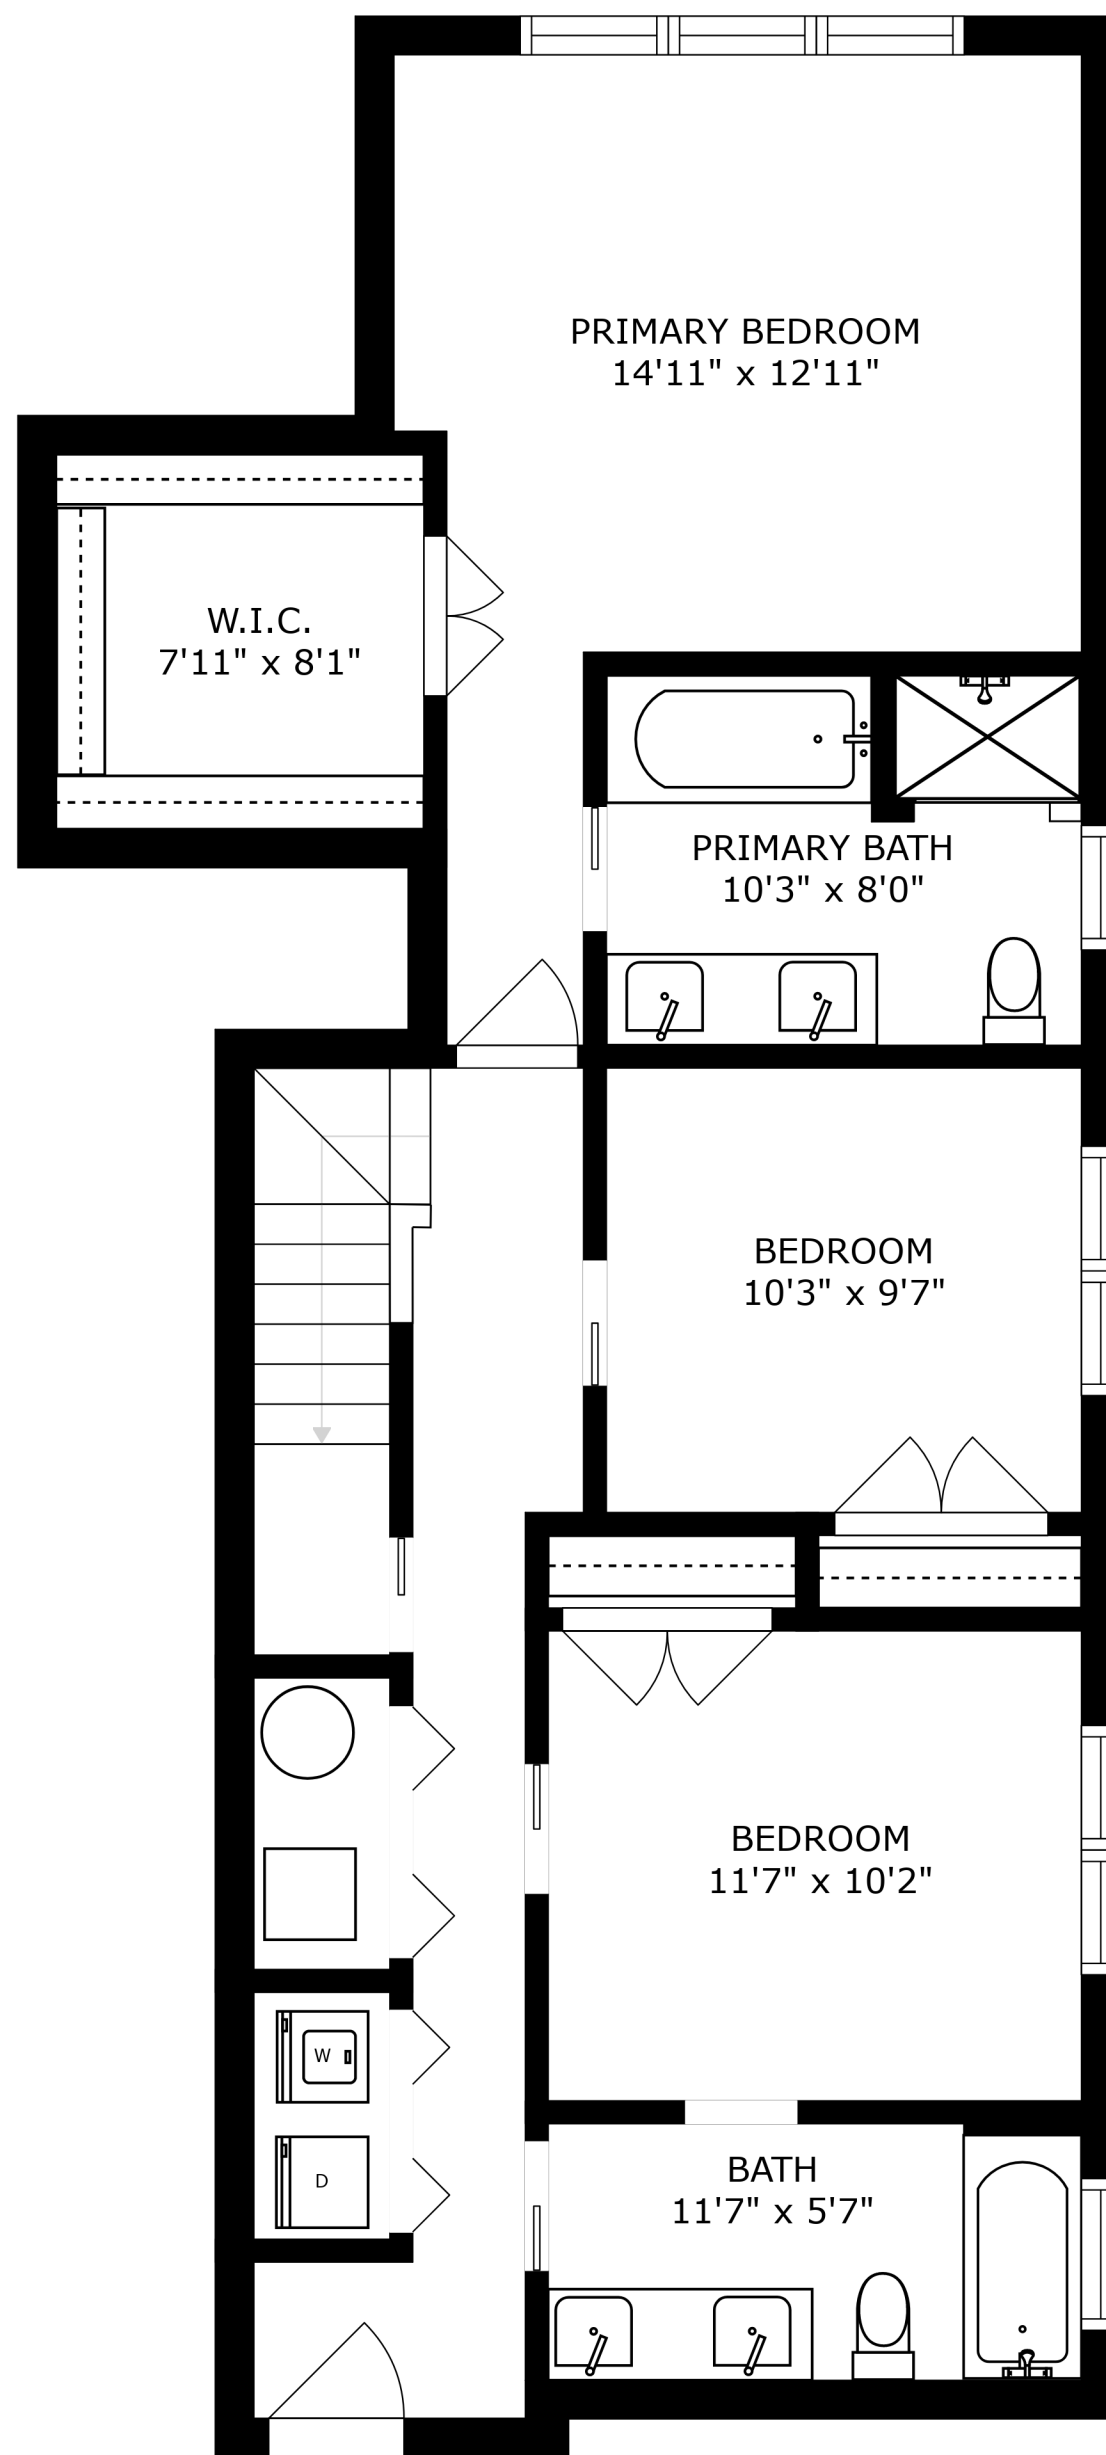 PRIMARY BEDROOM
14'11" x 12'11"
W.I.C.
7'11" x 8'1"
PRIMARY BATH
10'3" x 8'0"
BEDROOM
10'3" x 9'7"
BEDROOM
11'7" x 10'2"
W
D
BATH
11'7" x 5'7"